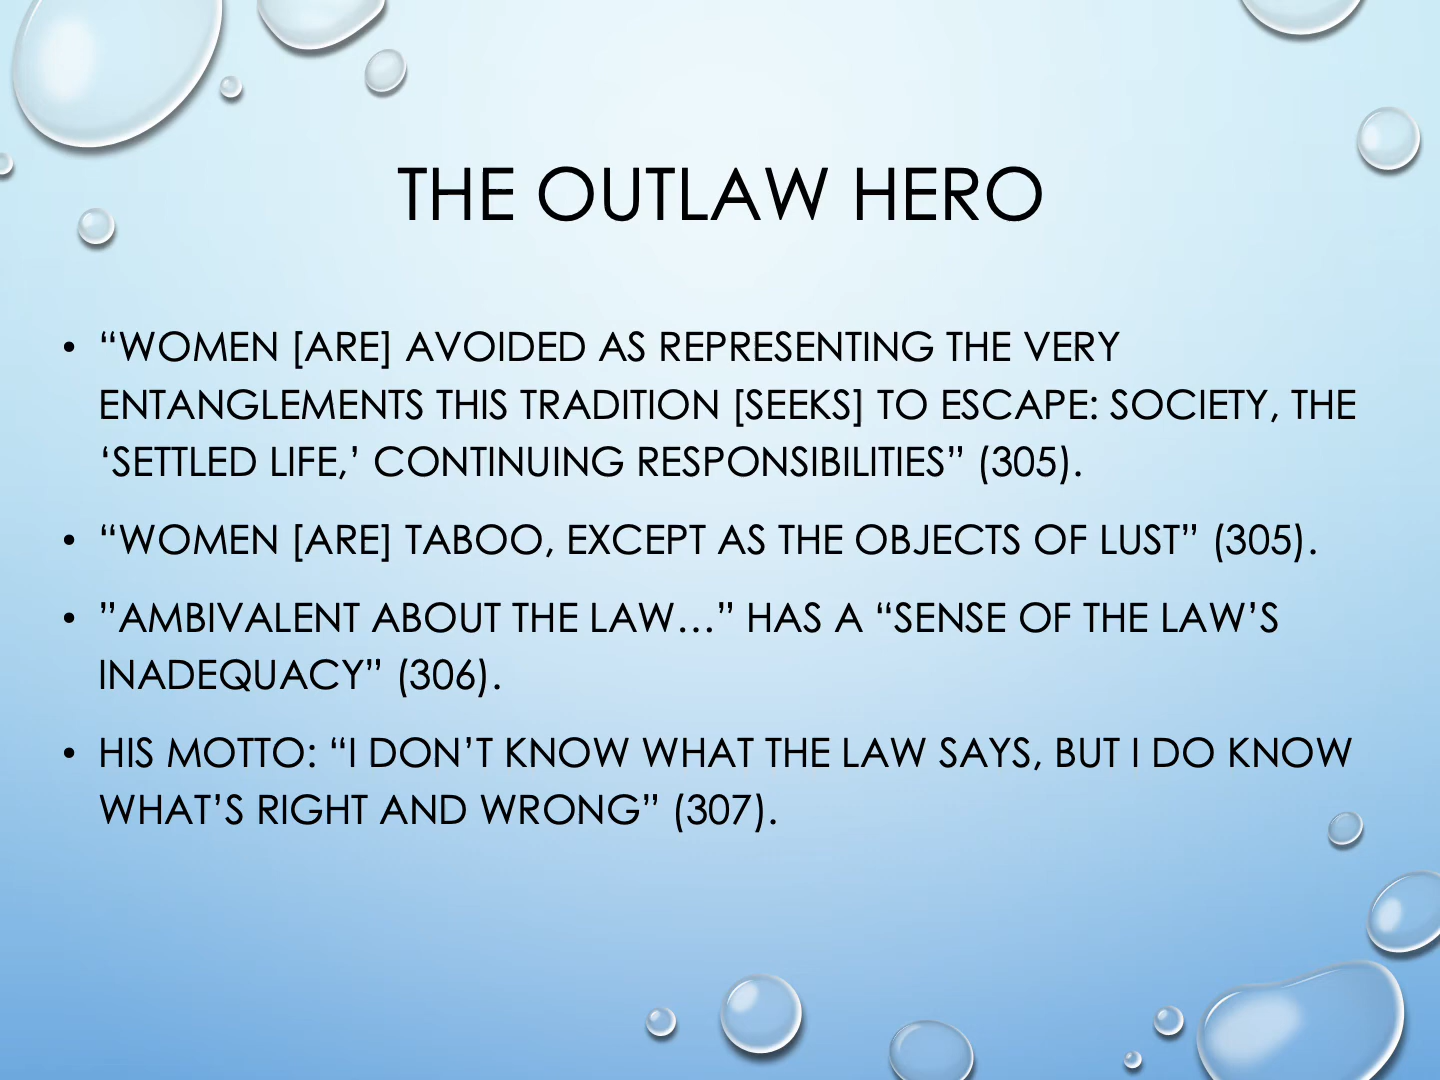 THE OUTLAW HERO
• “WOMEN [ARE] AVOIDED AS REPRESENTING THE VERY
ENTANGLEMENTS THIS TRADITION [SEEKS] TO ESCAPE: SOCIETY, THE
‘SETTLED LIFE,’ CONTINUING RESPONSIBILITIES” (305).
• “WOMEN [ARE] TABOO, EXCEPT AS THE OBJECTS OF LUST” (305).
• ”AMBIVALENT ABOUT THE LAW…” HAS A “SENSE OF THE LAW’S
INADEQUACY” (306).
• HIS MOTTO: “I DON’T KNOW WHAT THE LAW SAYS, BUT I DO KNOW
WHAT’S RIGHT AND WRONG” (307).